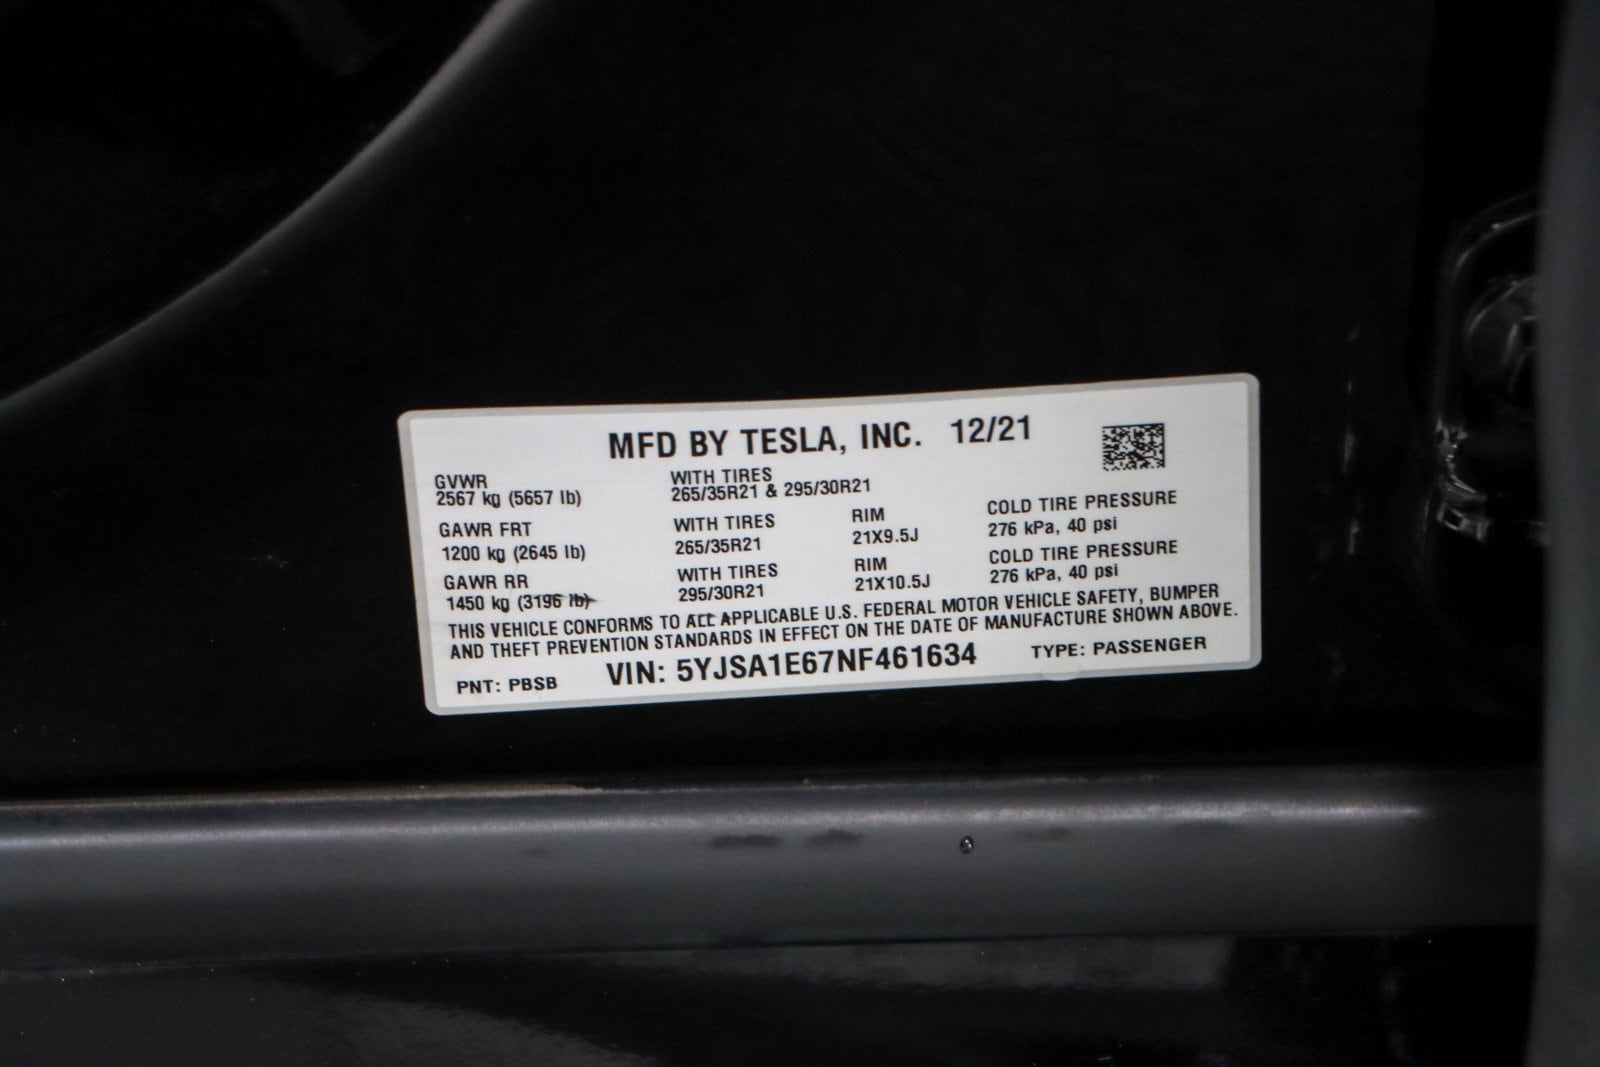 MFD BY TESLA, INC. 12/21
GVWR WITH TIRES
2567 kg (5657 lb) 265/35R21 & 295/30R21
GAWR FRT WITH TIRES RIM COLD TIRE PRESSURE
1200 kg (2645 lb) 265/35R21 21X9.5J 276 kPa, 40 psi
GAWR RR WITH TIRES RIM COLD TIRE PRESSURE
1450 kg (3196 lb) 295/30R21 21X10.5J 276 kPa, 40 psi
THIS VEHICLE CONFORMS TO ALL APPLICABLE U.S. FEDERAL MOTOR VEHICLE SAFETY, BUMPER
AND THEFT PREVENTION STANDARDS IN EFFECT ON THE DATE OF MANUFACTURE SHOWN ABOVE.
PNT: PBSB VIN: 5YJSA1E67NF461634 TYPE: PASSENGER